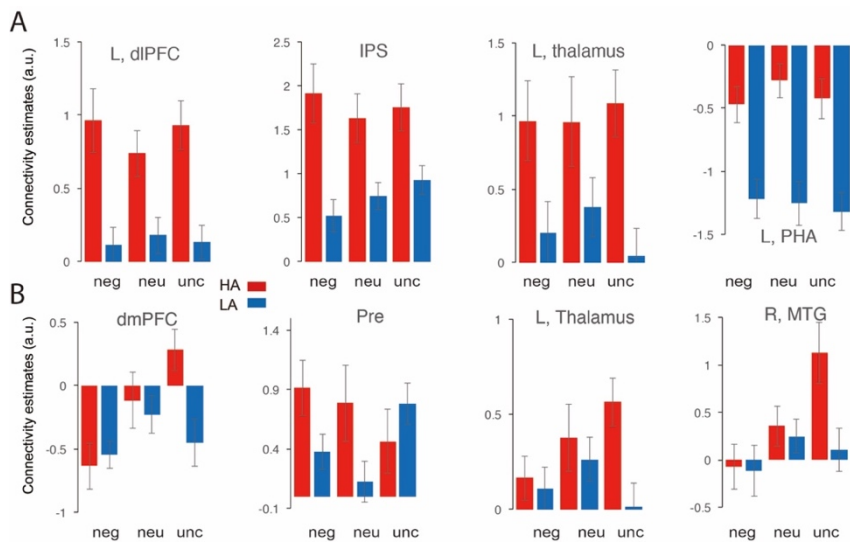 A
L, dlPFC
IPS
L, thalamus
L, PHA
Connectivity estimates (a.u.)
1.5
1
0.5
0
2.5
2
1.5
1
0.5
0
1.5
1
0.5
0
0
-0.5
-1
-1.5
neg neu unc
neg neu unc
neg neu unc
neg neu unc
HA
LA
B
dmPFC
Pre
L, Thalamus
R, MTG
Connectivity estimates (a.u.)
0.5
0
-0.5
-1
1.4
0.9
0.4
-0.1
1
0.5
0
1.5
1
0.5
0
-0.5
neg neu unc
neg neu unc
neg neu unc
neg neu unc